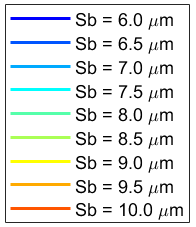 Sb = 6.0 μm
Sb = 6.5 μm
Sb = 7.0 μm
Sb = 7.5 μm
Sb = 8.0 μm
Sb = 8.5 μm
Sb = 9.0 μm
Sb = 9.5 μm
Sb = 10.0 μm